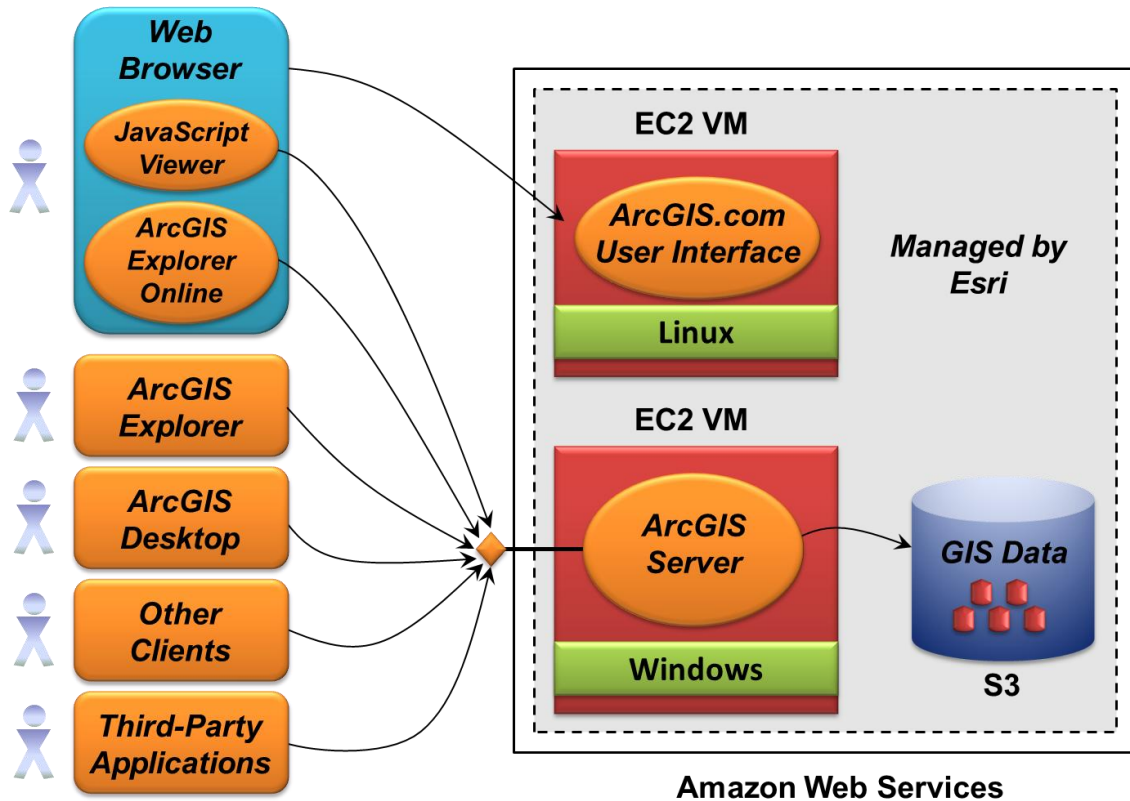 Web
Browser
JavaScript
Viewer
ArcGIS
Explorer
Online
ArcGIS
Explorer
ArcGIS
Desktop
Other
Clients
Third-Party
Applications
EC2 VM
ArcGIS.com
User Interface
Linux
Managed by
Esri
EC2 VM
ArcGIS
Server
Windows
GIS Data
S3
Amazon Web Services